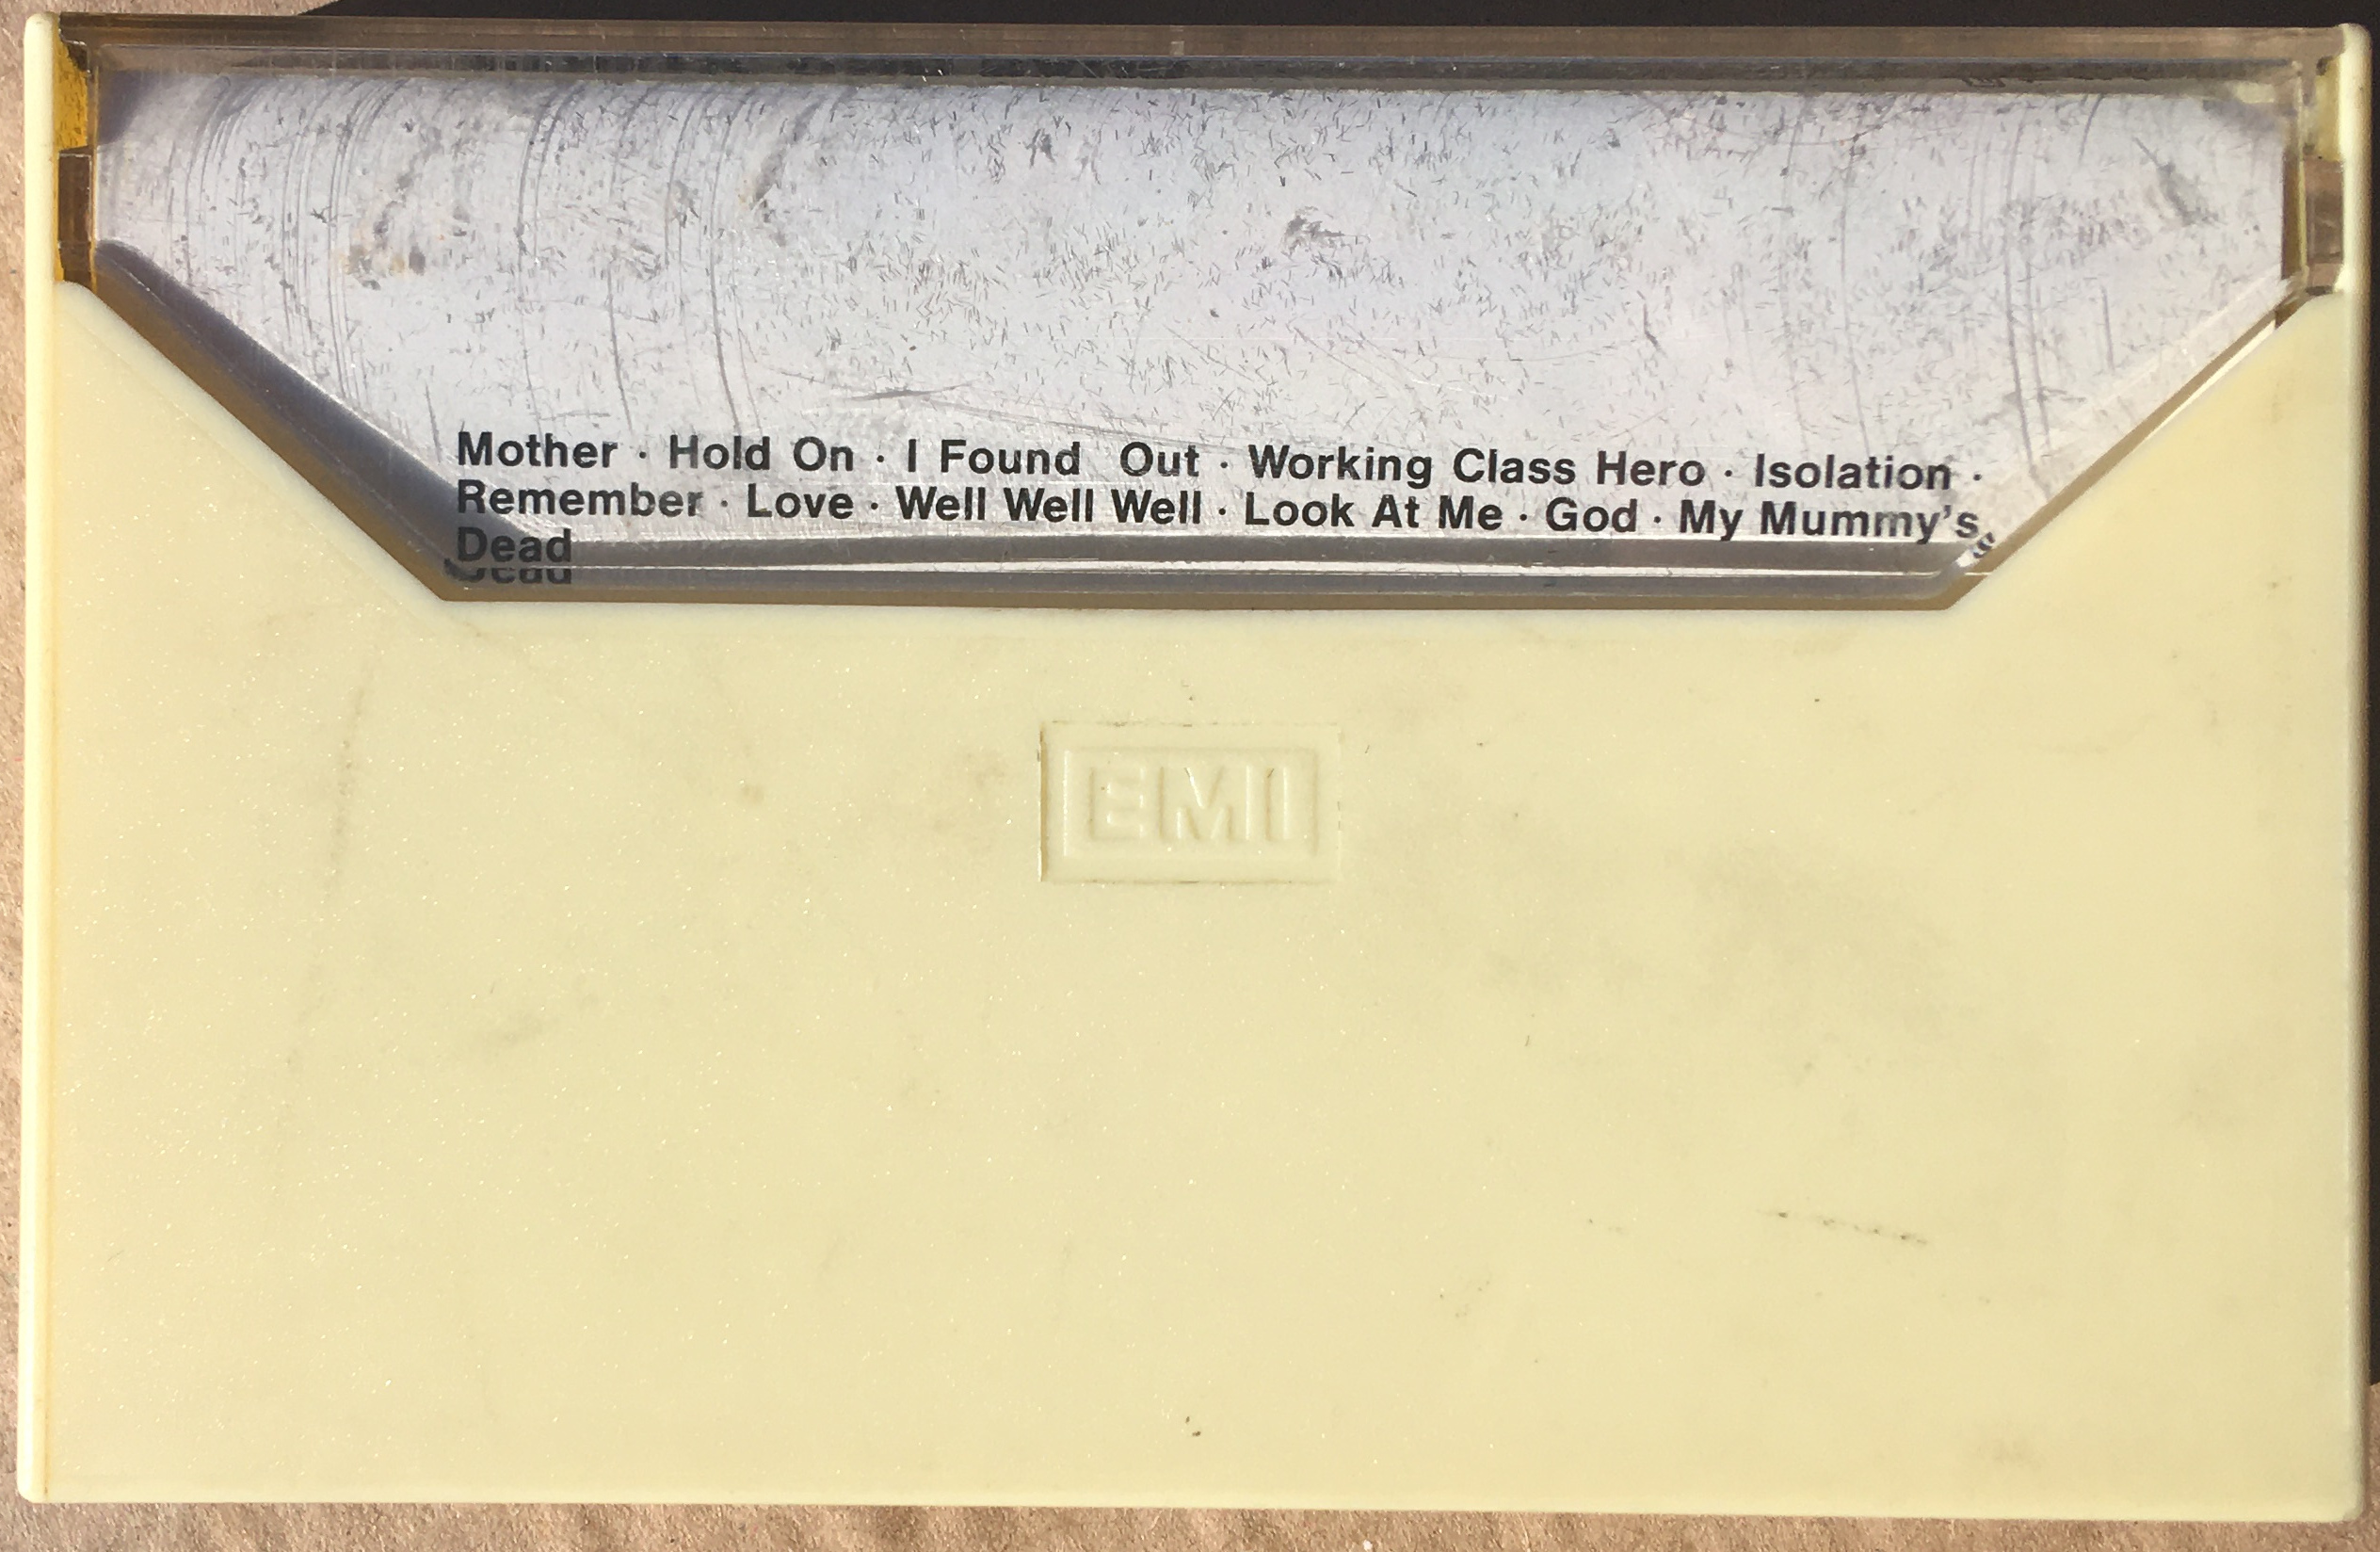 Mother · Hold On · I Found Out · Working Class Hero · Isolation ·
Remember · Love · Well Well Well · Look At Me · God · My Mummy's
Dead
EMI